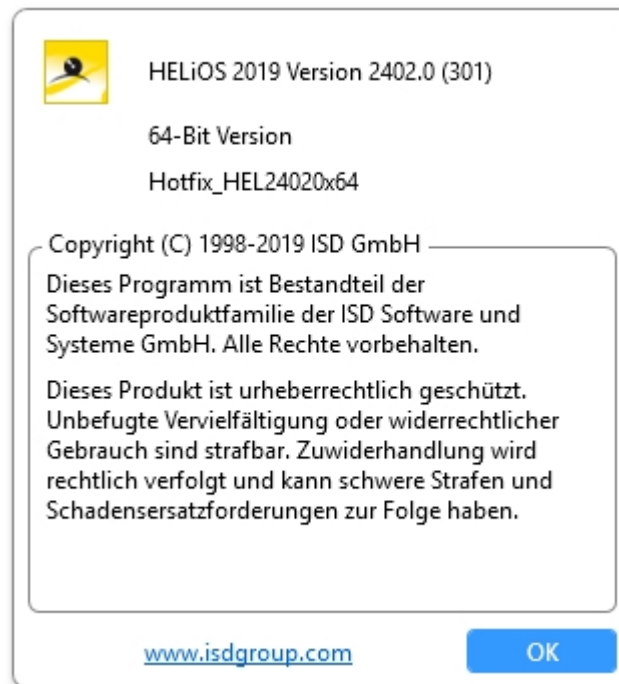 HELiOS 2019 Version 2402.0 (301)
64-Bit Version
Hotfix_HEL24020x64
Copyright (C) 1998-2019 ISD GmbH
Dieses Programm ist Bestandteil der
Softwareproduktfamilie der ISD Software und
Systeme GmbH. Alle Rechte vorbehalten.
Dieses Produkt ist urheberrechtlich geschützt.
Unbefugte Vervielfältigung oder widerrechtlicher
Gebrauch sind strafbar. Zuwiderhandlung wird
rechtlich verfolgt und kann schwere Strafen und
Schadensersatzforderungen zur Folge haben.
www.isdgroup.com
OK